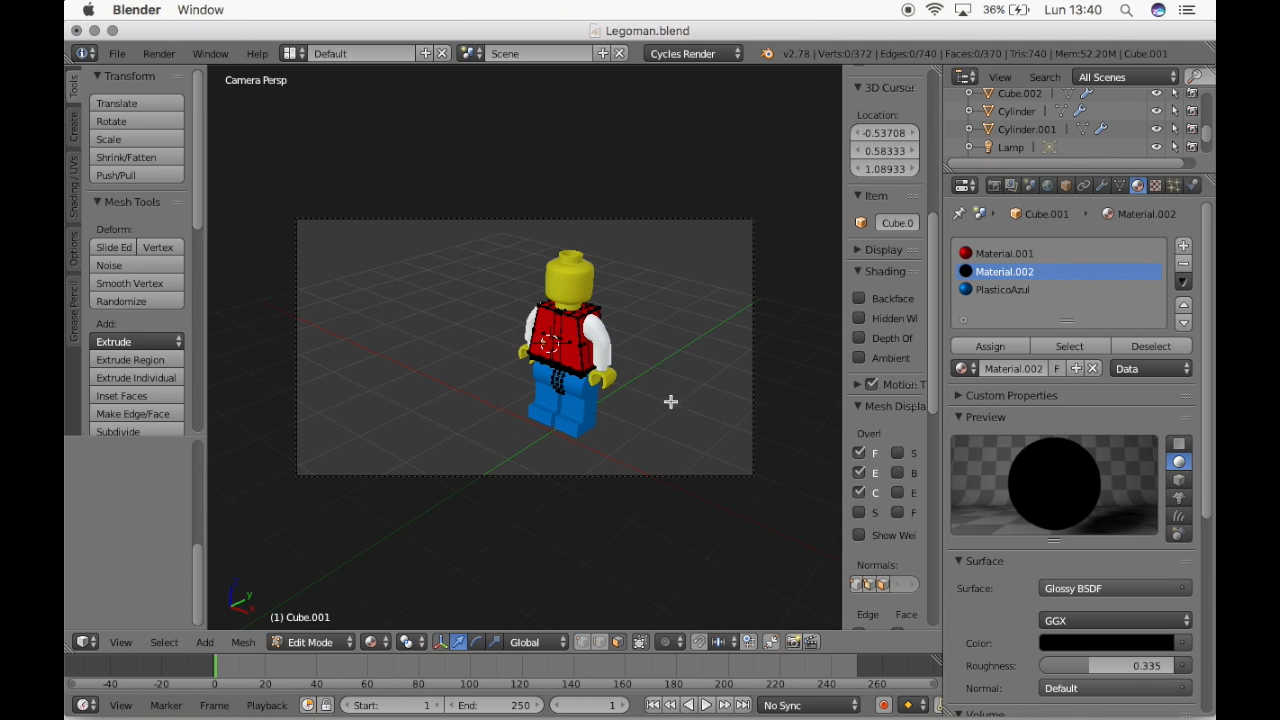 Blender Window 36% Lun 13:40
Legoman.blend
File Render Window Help Default Scene Cycles Render v2.78 | Verts:0/372 | Edges:0/740 | Faces:0/370 | Tris:740 | Mem:52.20M | Cube.001
Tools
Create
Shading / UVs
Options
Grease Pencil
Transform
Translate
Rotate
Scale
Shrink/Fatten
Push/Pull
Mesh Tools
Deform:
Slide Ed Vertex
Noise
Smooth Vertex
Randomize
Add:
Extrude
Extrude Region
Extrude Individual
Inset Faces
Make Edge/Face
Subdivide
Camera Persp
z
y
x
(1) Cube.001
3D Curso
Location:
-0.53708
0.58333
1.08933
Item
Cube.0
Display
Shading
Backface
Hidden Wi
Depth Of
Ambient
Motion T
Mesh Displa
Overl
F S
E B
C E
S F
Show Wei
Normals:
Edge Face
View Search All Scenes
Cube.002
Cylinder
Cylinder.001
Lamp
Cube.001 Material.002
Material.001
Material.002
PlasticoAzul
Assign Select Deselect
Material.002 F Data
Custom Properties
Preview
Surface
Surface: Glossy BSDF
GGX
Color:
Roughness: 0.335
Normal: Default
Volume
View Select Add Mesh Edit Mode Global
-40 -20 0 20 40 60 80 100 120 140 160 180 200 220 240 260
View Marker Frame Playback Start: 1 End: 250 1 No Sync